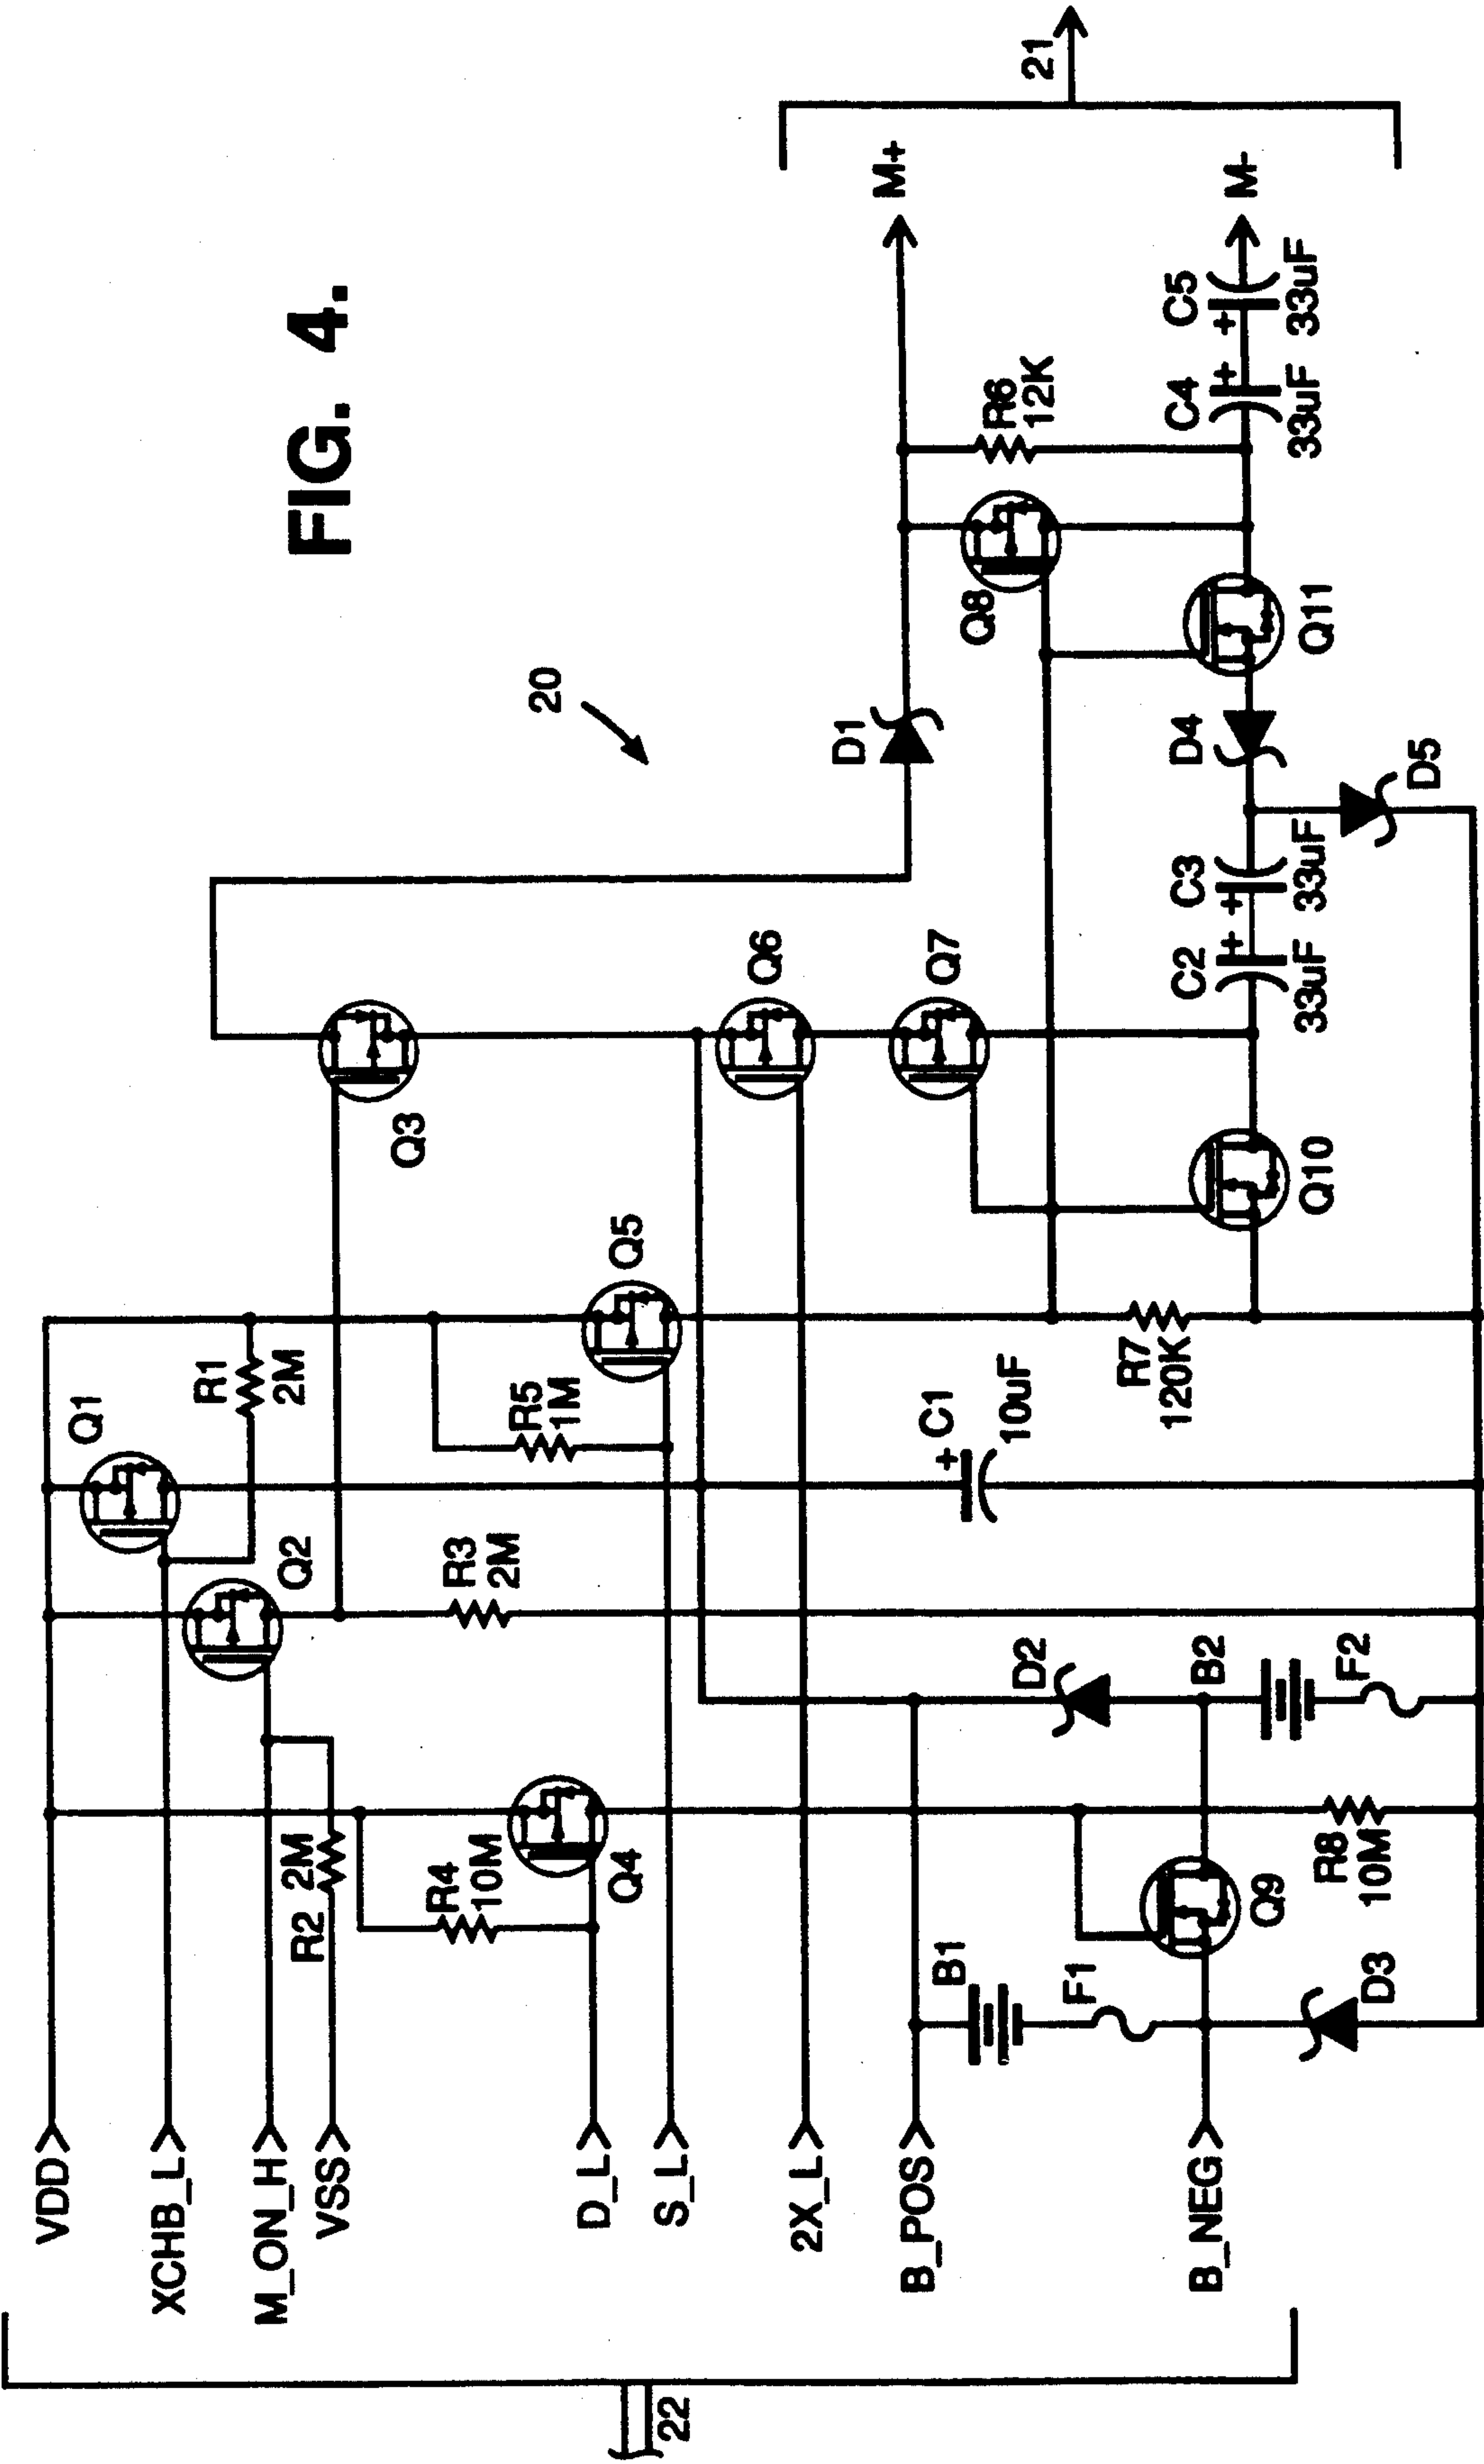 FIG. 4.
20
21
22
VDD
XCHB_L
M_ON_H
VSS
D_L
S_L
2X_L
B_POS
B_NEG
Q1
R1
2M
Q2
R2
2M
R3
2M
Q3
R4
10M
Q4
R5
1M
Q5
Q6
Q7
D1
Q8
R6
12K
M+
M-
C1
+
10uF
R7
120K
Q10
C2
+
33uF
C3
+
33uF
D4
D5
Q11
C4
+
33uF
C5
+
33uF
B1
F1
D3
Q9
D2
B2
F2
R8
10M